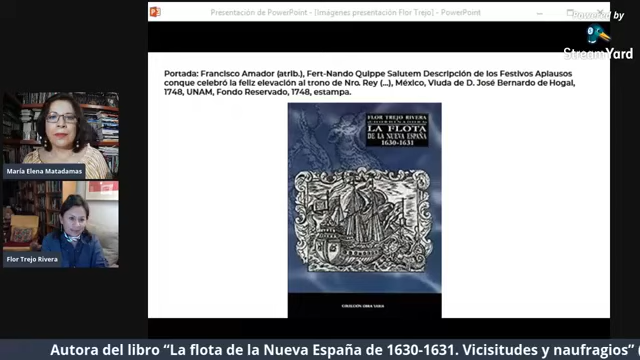 Presentación de PowerPoint - [Imágenes presentación Flor Trejo] - PowerPoint
Powered by
StreamYard
Portada: Francisco Amador (atrib.), Fert-Nando Quippe Salutem Descripción de los Festivos Aplausos
conque celebró la feliz elevación al trono de Nro. Rey (...), México, Viuda de D. José Bernardo de Hogal,
1748, UNAM, Fondo Reservado, 1748, estampa.
FLOR TREJO RIVERA
LA FLOTA
DE LA NUEVA ESPAÑA
1630-1631
María Elena Matadamas
Flor Trejo Rivera
Autora del libro “La flota de la Nueva España de 1630-1631. Vicisitudes y naufragios” (